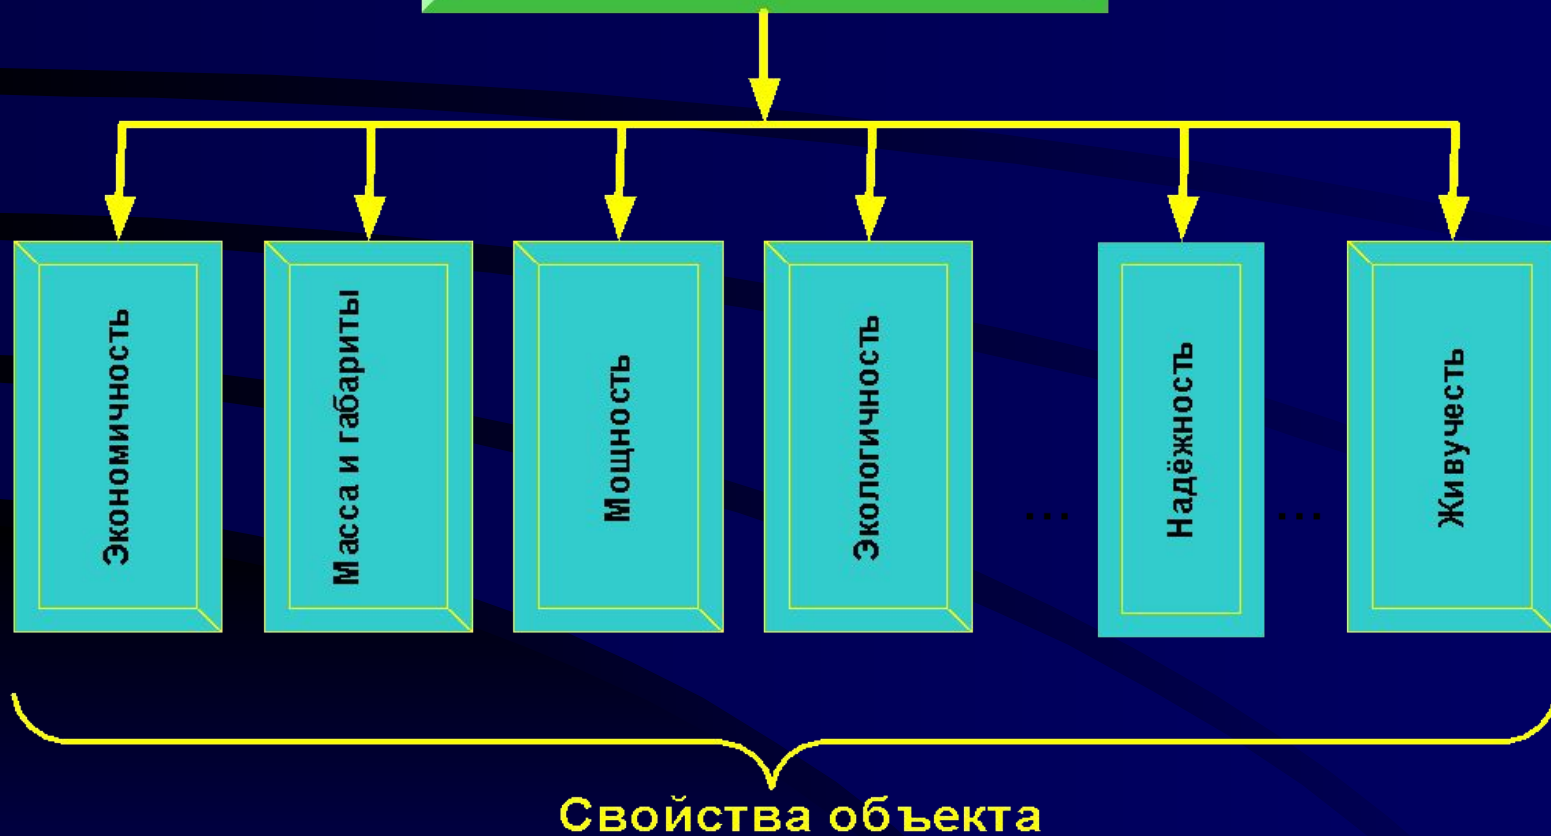 Экономичность
Масса и габариты
Мощность
Экологичность
...
Надёжность
...
Живучесть
Свойства объекта